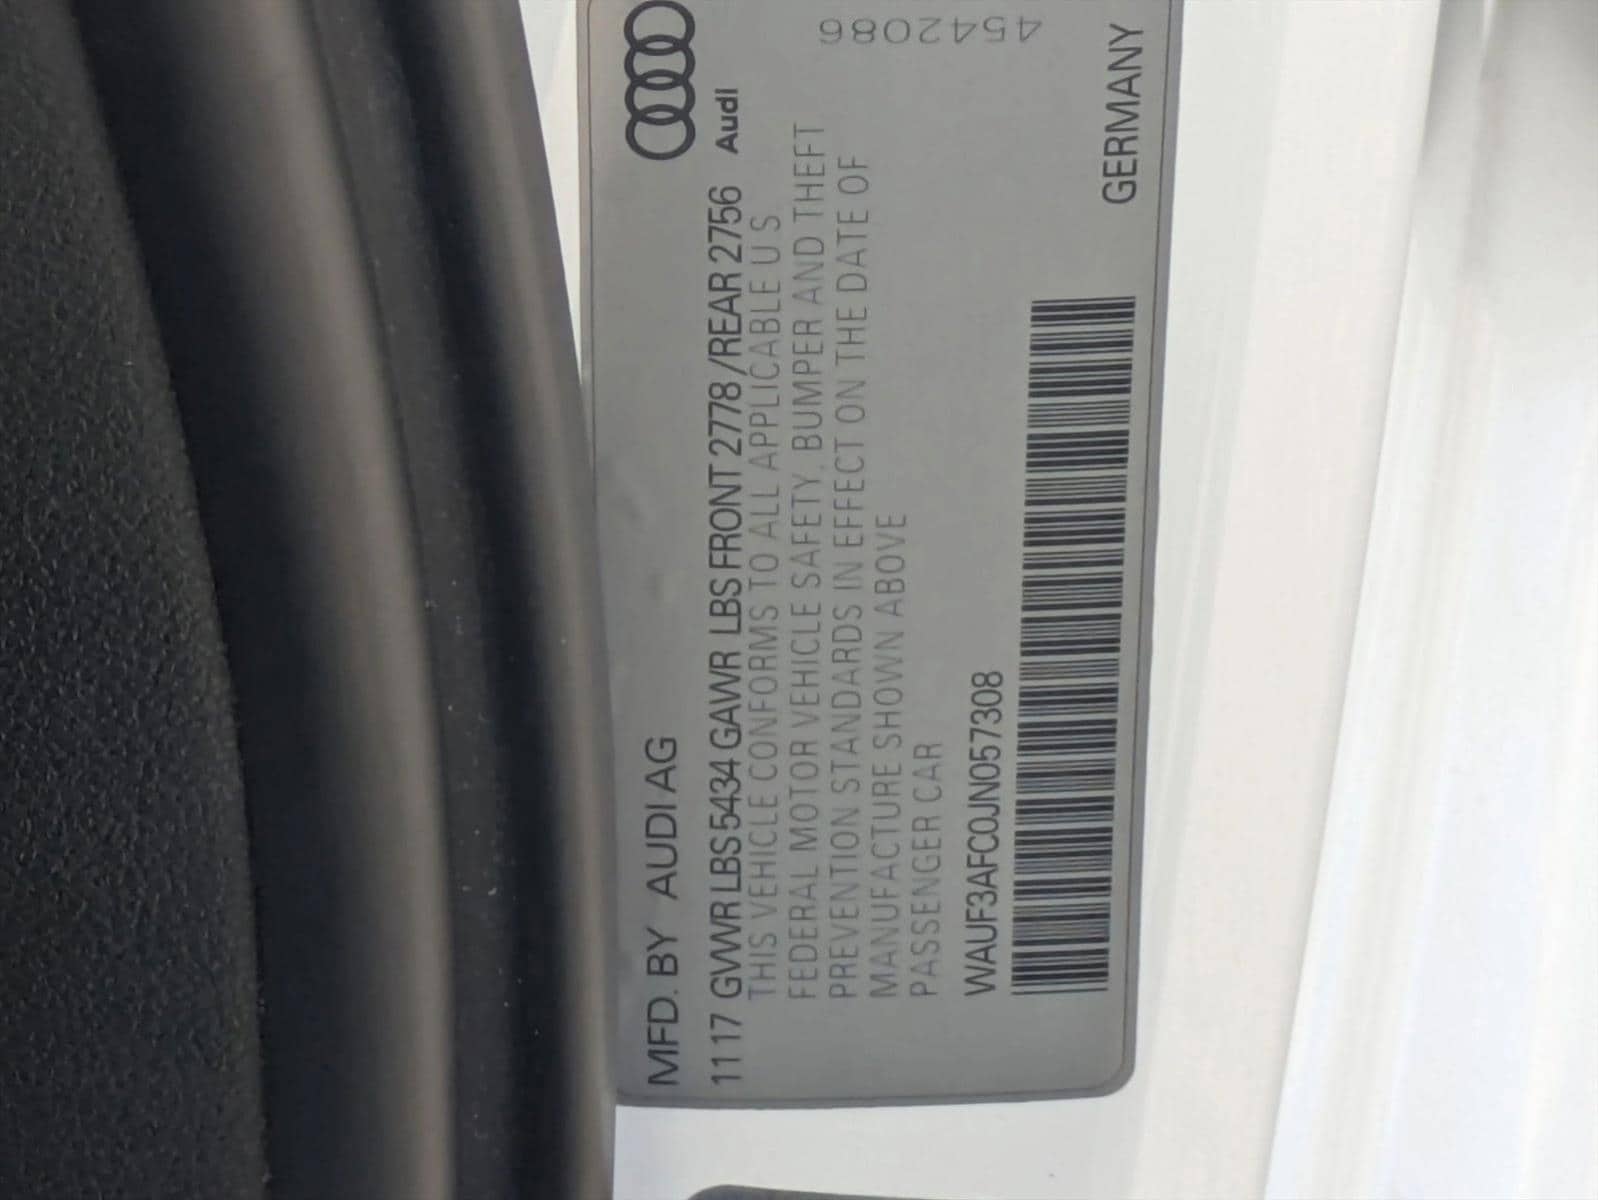 MFD. BY AUDI AG
11 17 GVWR LBS 5434 GAWR LBS FRONT 2778 /REAR 2756 Audi
THIS VEHICLE CONFORMS TO ALL APPLICABLE U S
FEDERAL MOTOR VEHICLE SAFETY, BUMPER AND THEFT
PREVENTION STANDARDS IN EFFECT ON THE DATE OF
MANUFACTURE SHOWN ABOVE
PASSENGER CAR
WAUF3AFC0JN057308
GERMANY
4542086